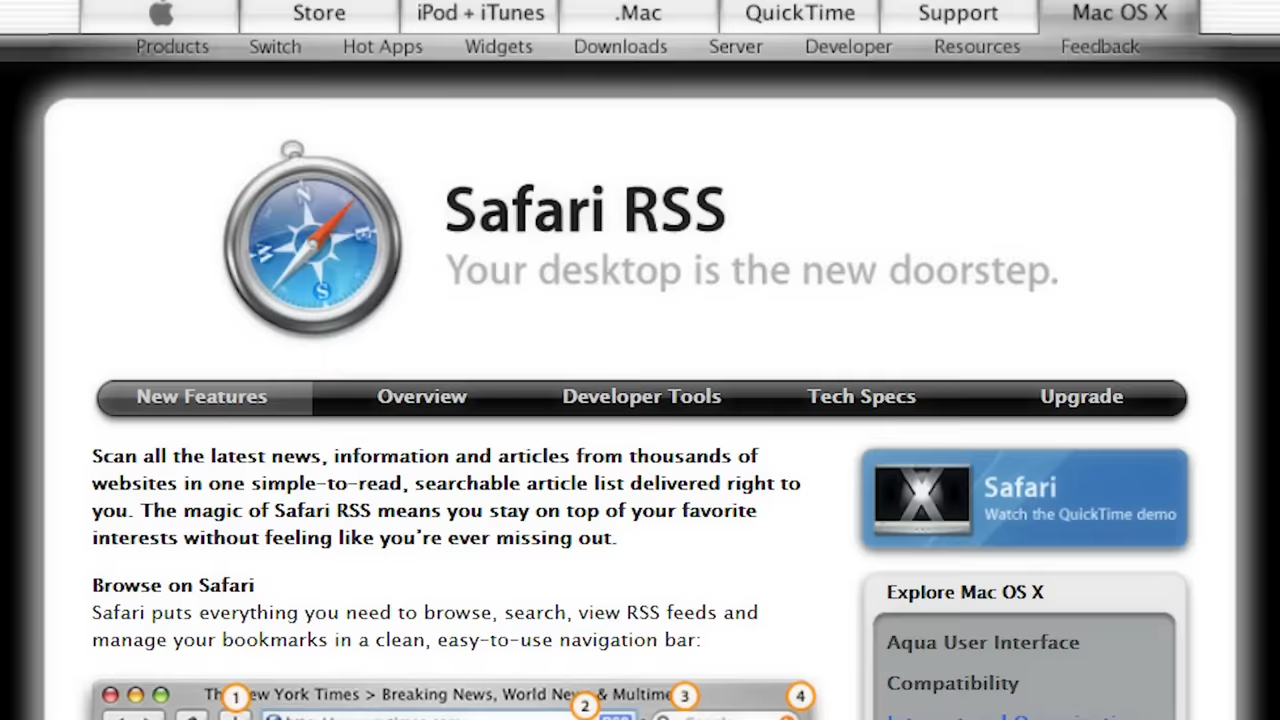 Store iPod + iTunes .Mac QuickTime Support Mac OS X
Products Switch Hot Apps Widgets Downloads Server Developer Resources Feedback
N
W
S
Safari RSS
Your desktop is the new doorstep.
New Features Overview Developer Tools Tech Specs Upgrade
Scan all the latest news, information and articles from thousands of
websites in one simple-to-read, searchable article list delivered right to
you. The magic of Safari RSS means you stay on top of your favorite
interests without feeling like you're ever missing out.
Safari
Watch the QuickTime demo
Browse on Safari
Safari puts everything you need to browse, search, view RSS feeds and
manage your bookmarks in a clean, easy-to-use navigation bar:
Explore Mac OS X
Aqua User Interface
Compatibility
1 York Times > Breaking News, World 2 & 3 4